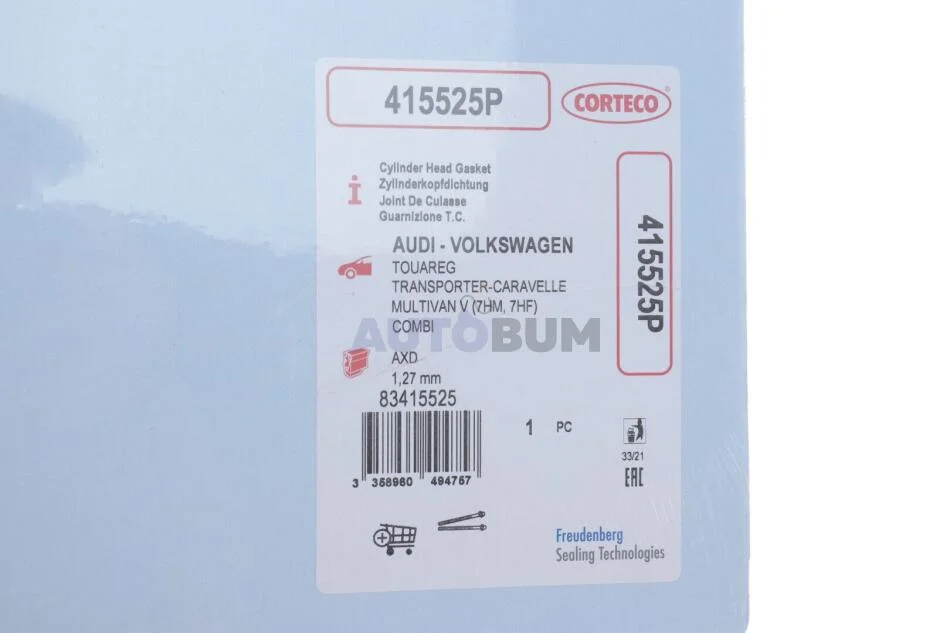 415525P
CORTECO®
Cylinder Head Gasket
Zylinderkopfdichtung
Joint De Culasse
Guarnizione T.C.
AUDI - VOLKSWAGEN
TOUAREG
TRANSPORTER-CARAVELLE
MULTIVAN V (7HM, 7HF)
COMBI
AUTOBUM
AXD
1,27 mm
83415525
3 358960 494757
1 PC
33/21
EAC
415525P
Freudenberg
Sealing Technologies